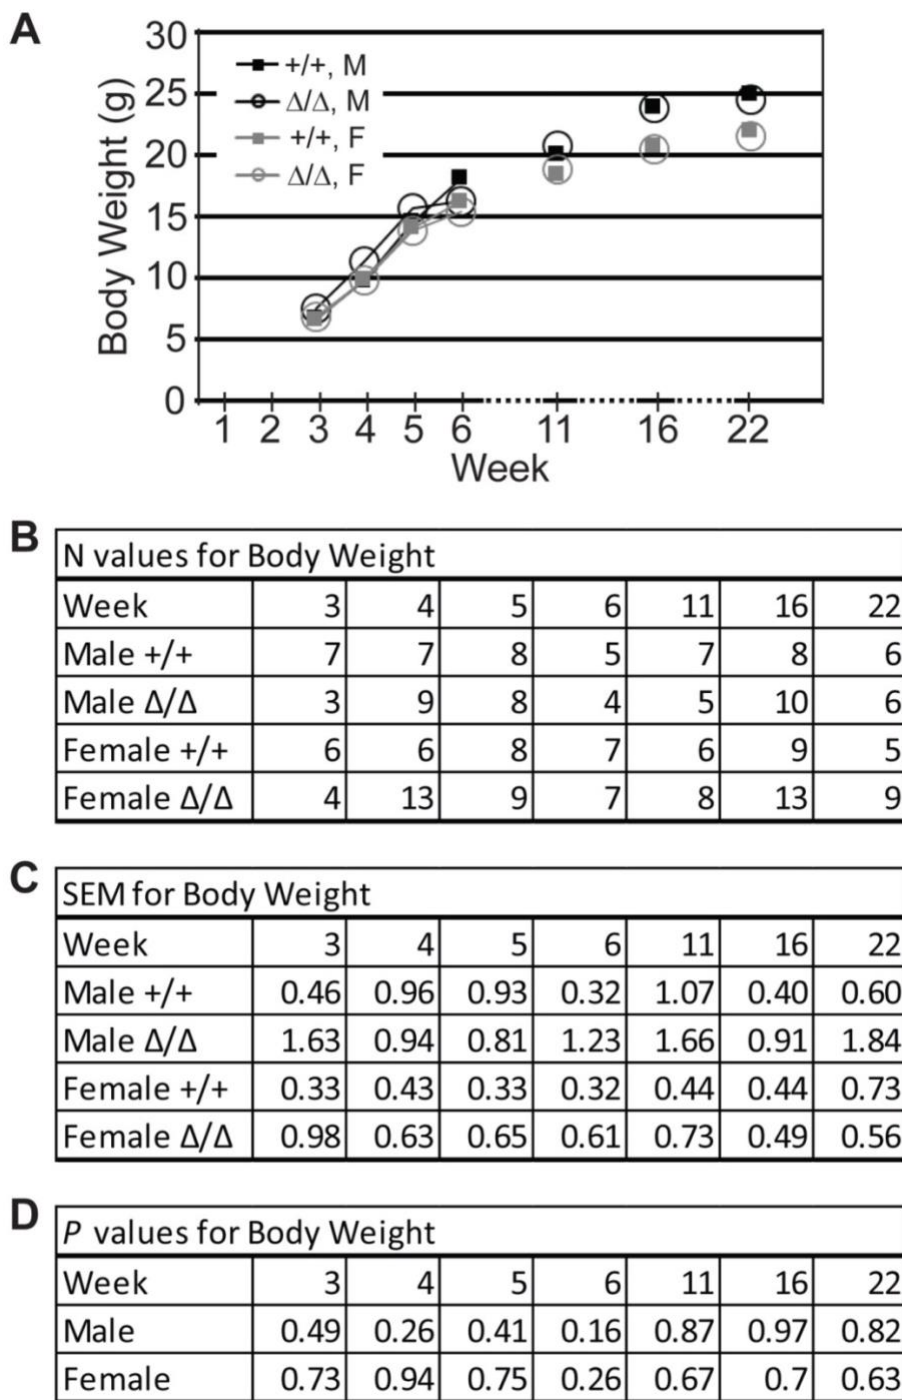 A
30
25
20
15
10
5
0
Body Weight (g)
+/+, M
Δ/Δ, M
+/+, F
Δ/Δ, F
1 2 3 4 5 6 11 16 22
Week
B
N values for Body Weight
Week 3 4 5 6 11 16 22
Male +/+ 7 7 8 5 7 8 6
Male Δ/Δ 3 9 8 4 5 10 6
Female +/+ 6 6 8 7 6 9 5
Female Δ/Δ 4 13 9 7 8 13 9
C
SEM for Body Weight
Week 3 4 5 6 11 16 22
Male +/+ 0.46 0.96 0.93 0.32 1.07 0.40 0.60
Male Δ/Δ 1.63 0.94 0.81 1.23 1.66 0.91 1.84
Female +/+ 0.33 0.43 0.33 0.32 0.44 0.44 0.73
Female Δ/Δ 0.98 0.63 0.65 0.61 0.73 0.49 0.56
D
P values for Body Weight
Week 3 4 5 6 11 16 22
Male 0.49 0.26 0.41 0.16 0.87 0.97 0.82
Female 0.73 0.94 0.75 0.26 0.67 0.7 0.63